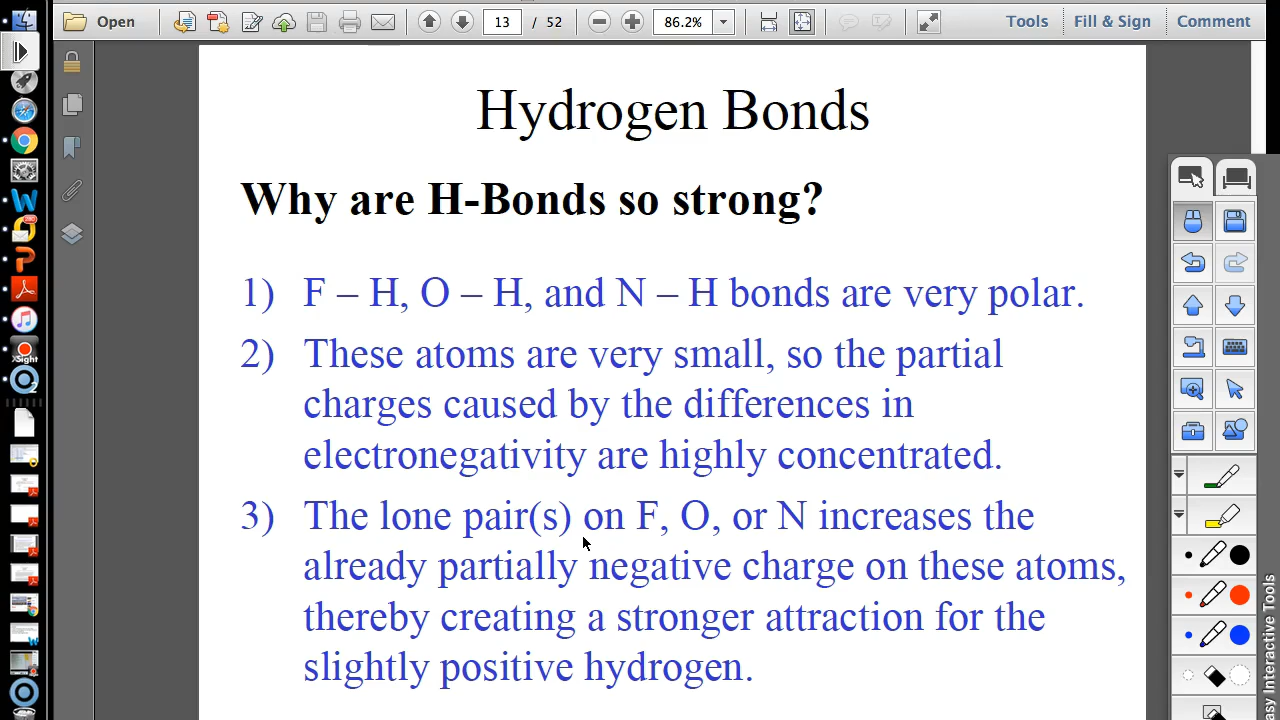 Open
13 / 52
86.2%
Tools
Fill & Sign
Comment
Hydrogen Bonds
Why are H-Bonds so strong?
1) F – H, O – H, and N – H bonds are very polar.
2) These atoms are very small, so the partial
charges caused by the differences in
electronegativity are highly concentrated.
3) The lone pair(s) on F, O, or N increases the
already partially negative charge on these atoms,
thereby creating a stronger attraction for the
slightly positive hydrogen.
esy Interactive Tools